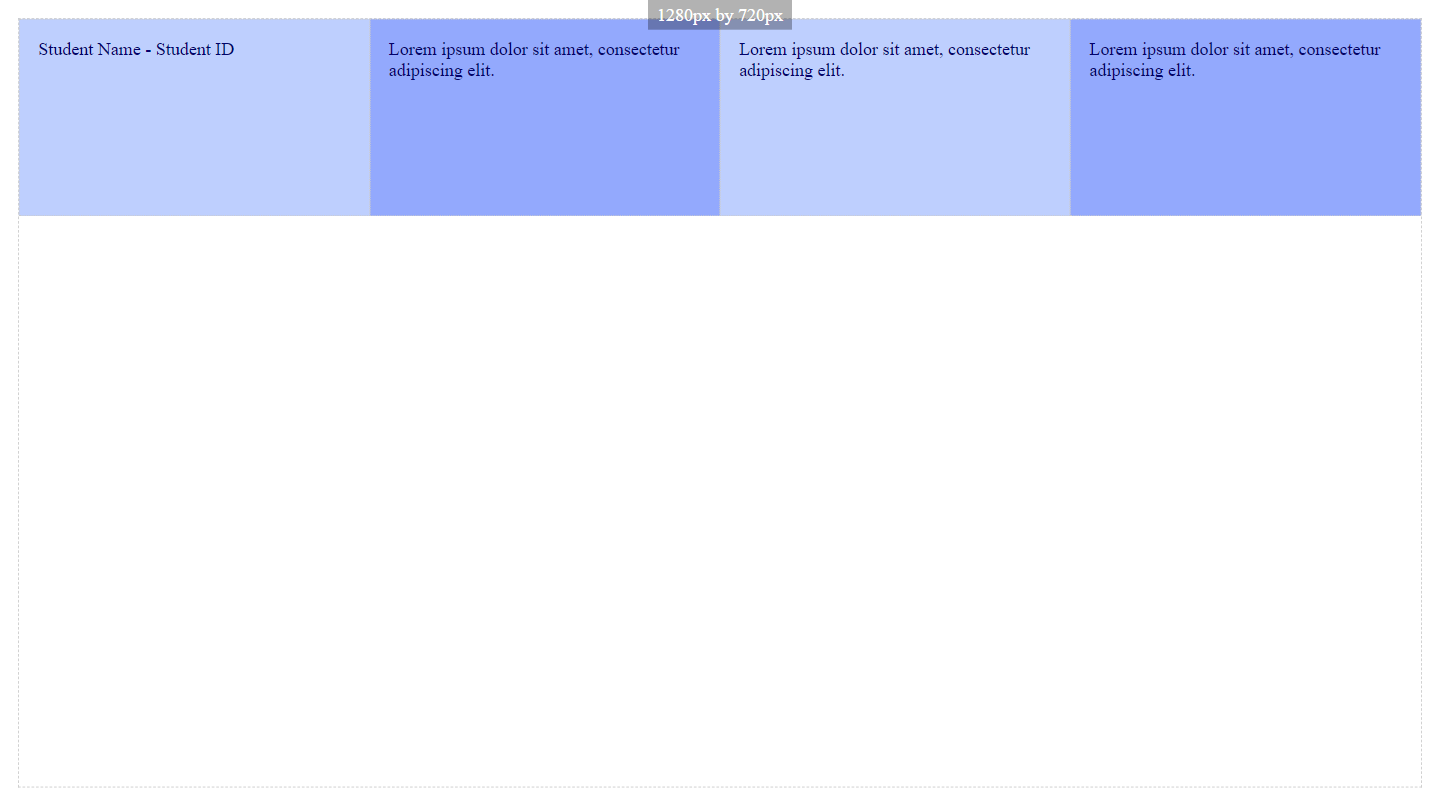 1280px by 720px
Student Name - Student ID
Lorem ipsum dolor sit amet, consectetur
adipiscing elit.
Lorem ipsum dolor sit amet, consectetur
adipiscing elit.
Lorem ipsum dolor sit amet, consectetur
adipiscing elit.